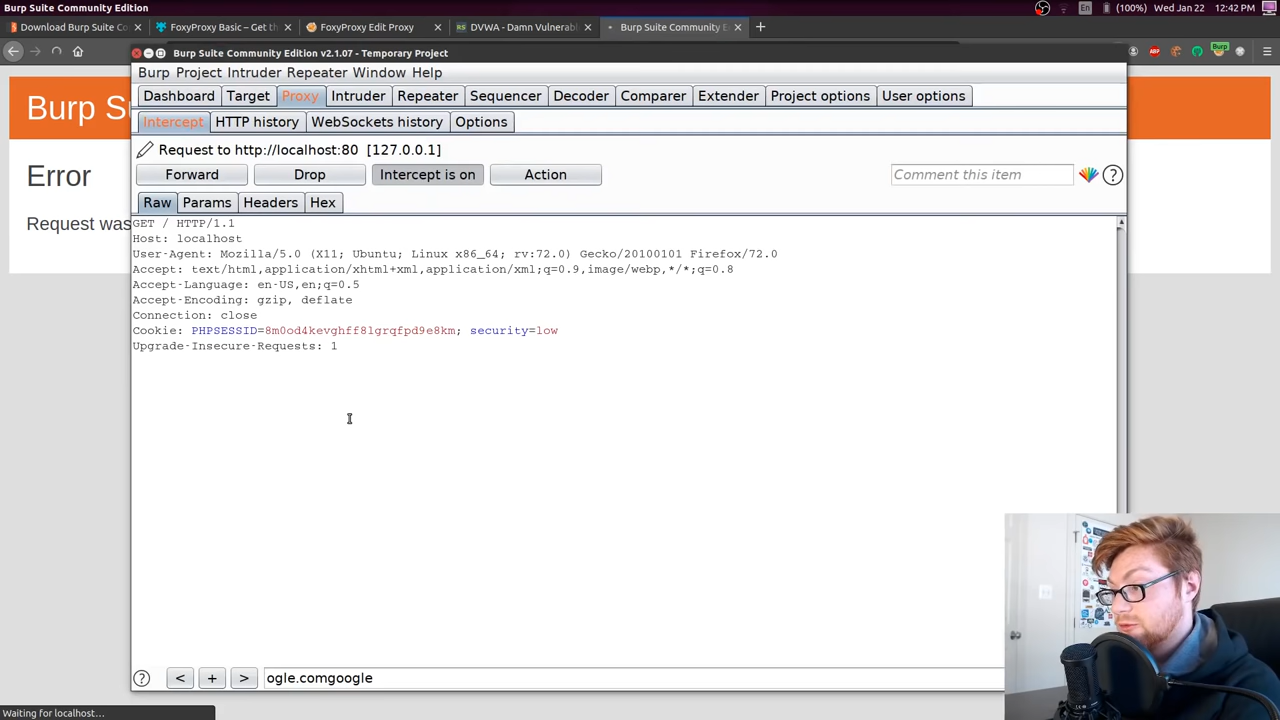 Burp Suite Community Edition
En (100%) Wed Jan 22 12:42 PM
Download Burp Suite Co
FoxyProxy Basic – Get th
FoxyProxy Edit Proxy
DVWA - Damn Vulnerabl
Burp Suite Community E
ABP
Burp
Burp Suite Community Edition v2.1.07 - Temporary Project
Burp Project Intruder Repeater Window Help
Dashboard Target Proxy Intruder Repeater Sequencer Decoder Comparer Extender Project options User options
Intercept HTTP history WebSockets history Options
Burp S
Request to http://localhost:80 [127.0.0.1]
Error
Forward Drop Intercept is on Action Comment this item ?
Raw Params Headers Hex
Request was
GET / HTTP/1.1
Host: localhost
User-Agent: Mozilla/5.0 (X11; Ubuntu; Linux x86_64; rv:72.0) Gecko/20100101 Firefox/72.0
Accept: text/html,application/xhtml+xml,application/xml;q=0.9,image/webp,*/*;q=0.8
Accept-Language: en-US,en;q=0.5
Accept-Encoding: gzip, deflate
Connection: close
Cookie: PHPSESSID=8m0od4kevghff81grqfpd9e8km; security=low
Upgrade-Insecure-Requests: 1
? < + > ogle.comgoogle
Waiting for localhost…